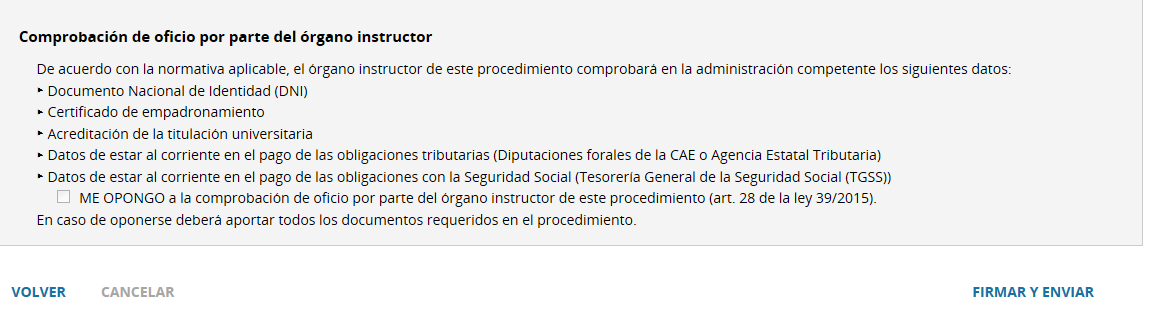 Comprobación de oficio por parte del órgano instructor
De acuerdo con la normativa aplicable, el órgano instructor de este procedimiento comprobará en la administración competente los siguientes datos:
‣ Documento Nacional de Identidad (DNI)
‣ Certificado de empadronamiento
‣ Acreditación de la titulación universitaria
‣ Datos de estar al corriente en el pago de las obligaciones tributarias (Diputaciones forales de la CAE o Agencia Estatal Tributaria)
‣ Datos de estar al corriente en el pago de las obligaciones con la Seguridad Social (Tesorería General de la Seguridad Social (TGSS))
ME OPONGO a la comprobación de oficio por parte del órgano instructor de este procedimiento (art. 28 de la ley 39/2015).
En caso de oponerse deberá aportar todos los documentos requeridos en el procedimiento.
VOLVER CANCELAR FIRMAR Y ENVIAR